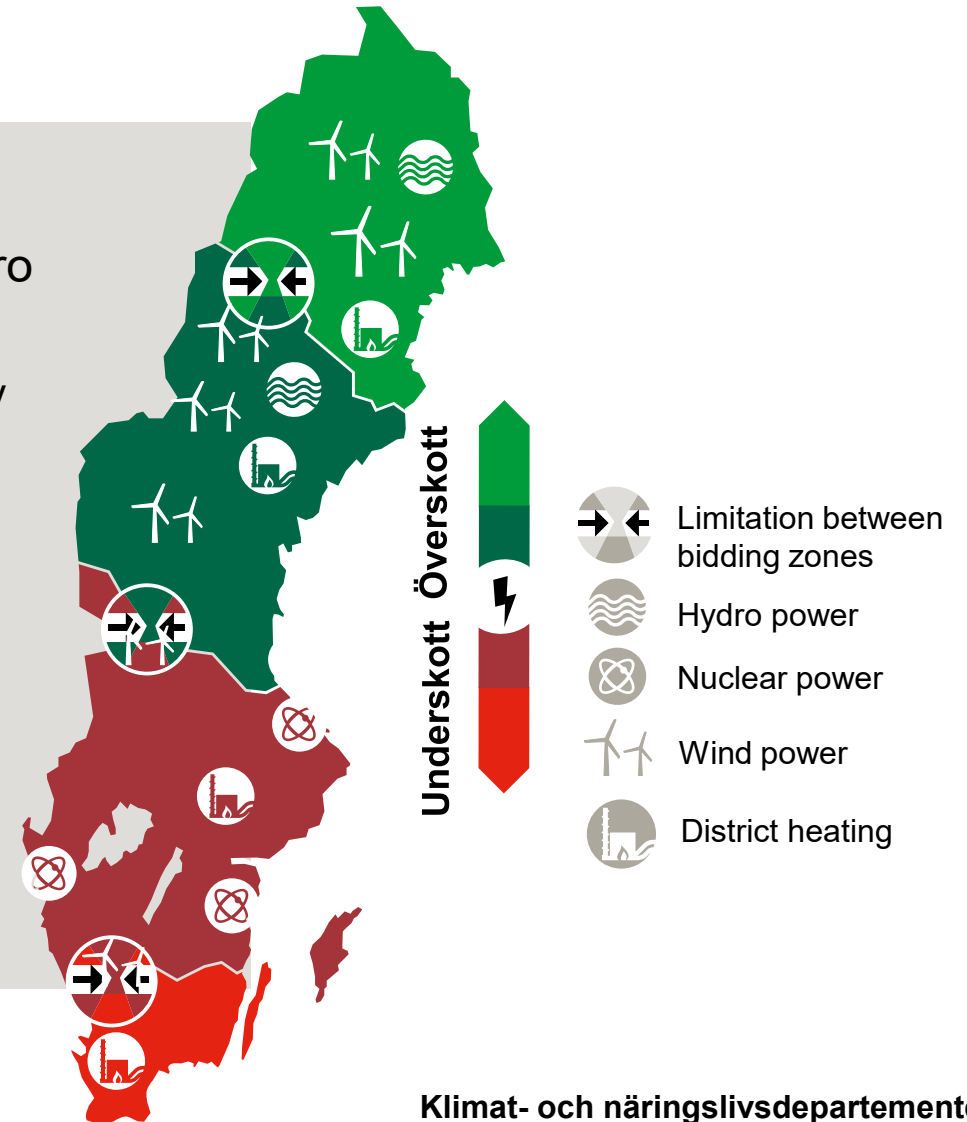 ro
Överskott
Underskott
Limitation between
bidding zones
Hydro power
Nuclear power
Wind power
District heating
Klimat- och näringslivsdepartemente